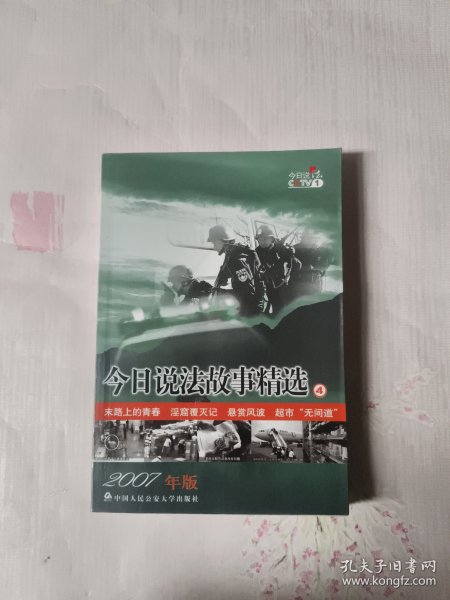 今日说法
CCTV 1
今日说法故事精选 4
末路上的青春 淫窟覆灭记 悬赏风波 超市“无间道”
2007年版
中国人民公安大学出版社
孔夫子旧书网
www.kongfz.com